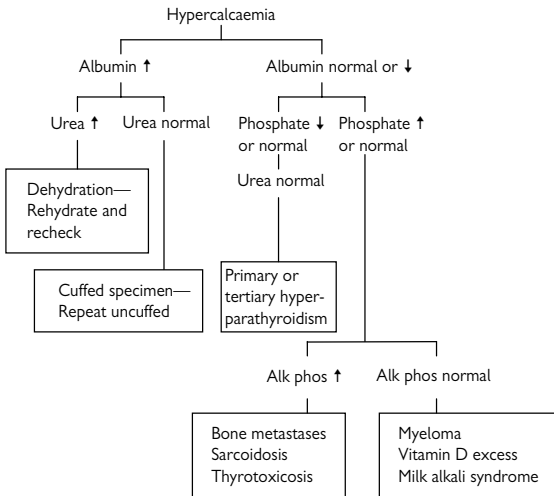 Hypercalcaemia
Albumin ↑
Albumin normal or ↓
Urea ↑
Urea normal
Phosphate ↓
or normal
Phosphate ↑
or normal
Urea normal
Dehydration—
Rehydrate and
recheck
Cuffed specimen—
Repeat uncuffed
Primary or
tertiary hyper-
parathyroidism
Alk phos ↑
Alk phos normal
Bone metastases
Sarcoidosis
Thyrotoxicosis
Myeloma
Vitamin D excess
Milk alkali syndrome